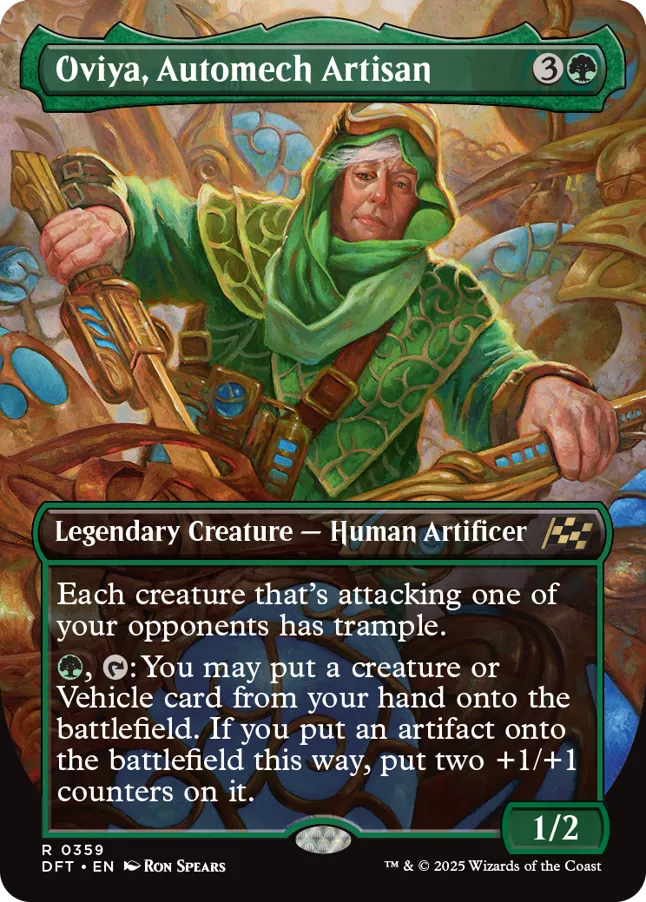 Oviya, Automech Artisan 3
Legendary Creature — Human Artificer
Each creature that's attacking one of
your opponents has trample.
, : You may put a creature or
Vehicle card from your hand onto the
battlefield. If you put an artifact onto
the battlefield this way, put two +1/+1
counters on it.
1/2
R 0359
DFT • EN Ron Spears
™ & © 2025 Wizards of the Coast